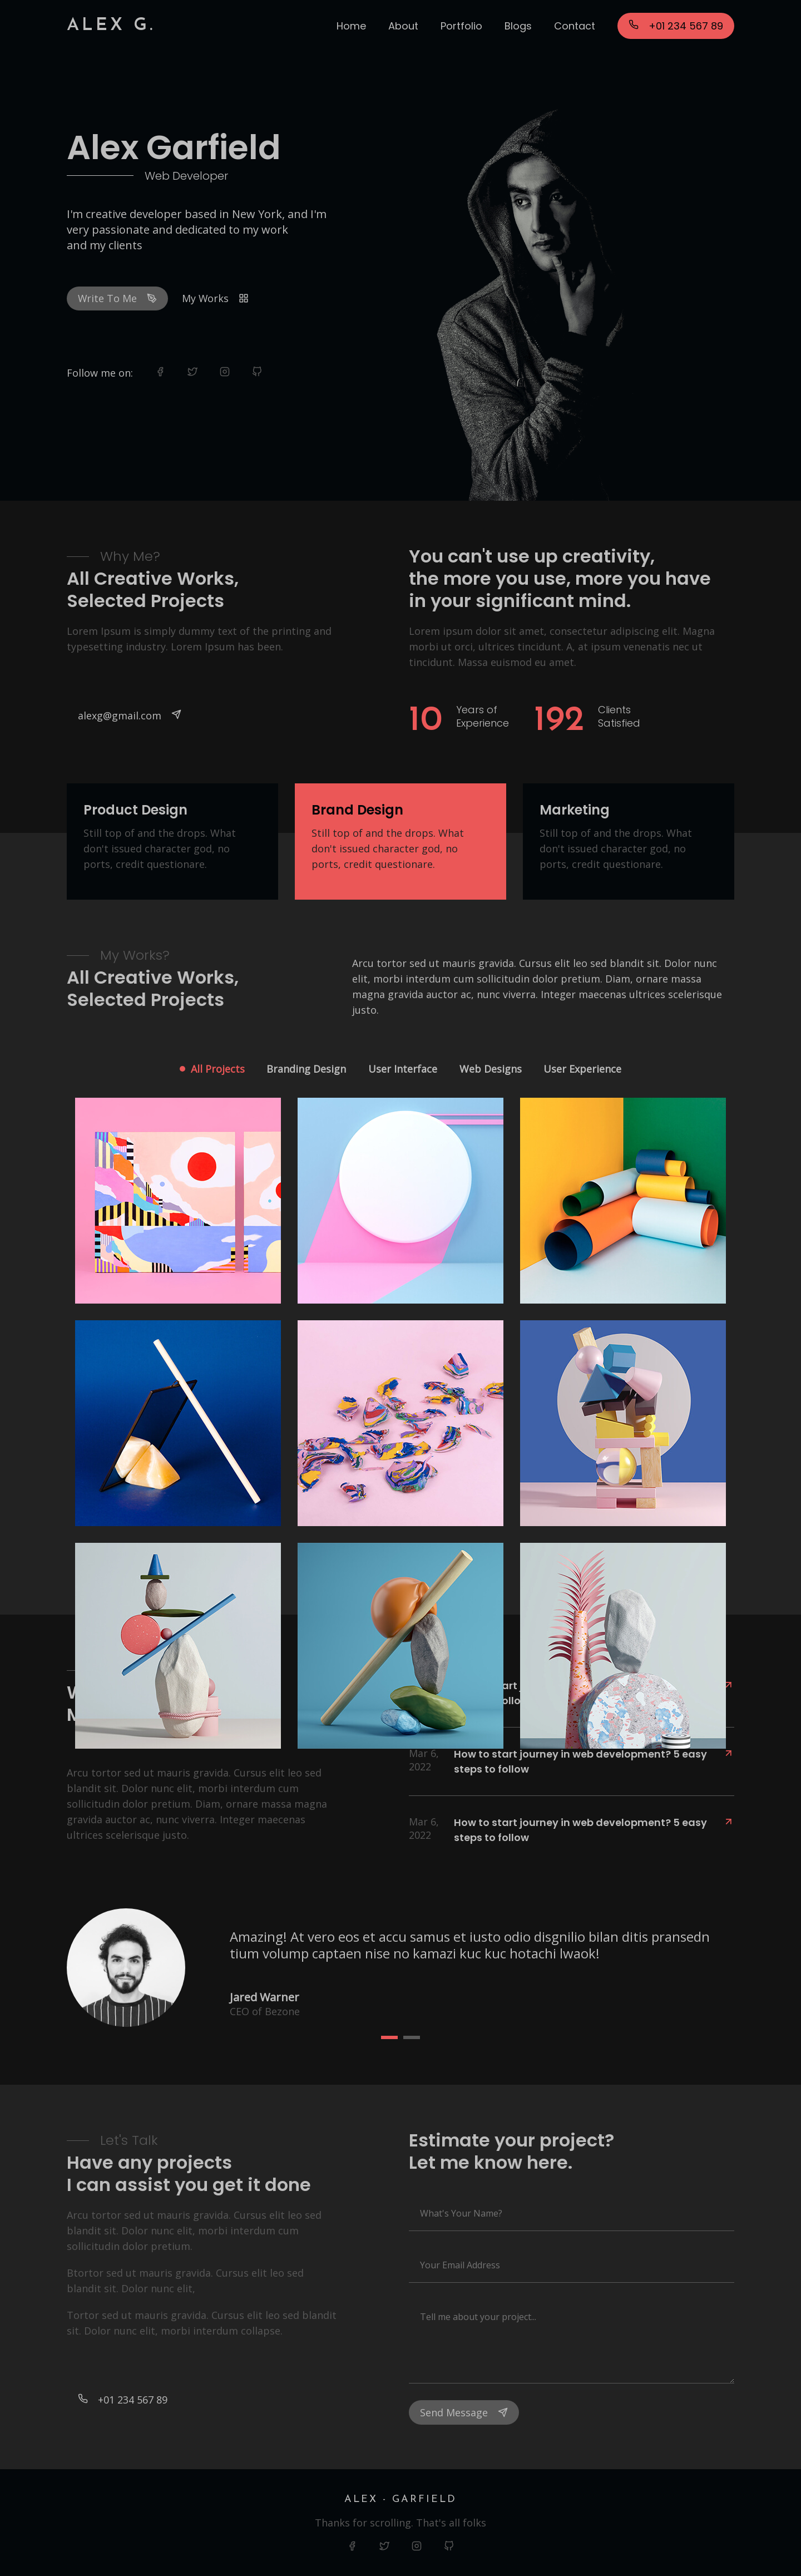 ALEX G.
Home About Portfolio Blogs Contact +01 234 567 89
Alex Garfield
Web Developer
I'm creative developer based in New York, and I'm
very passionate and dedicated to my work
and my clients
Write To Me My Works
Follow me on:
Why Me?
All Creative Works,
Selected Projects
Lorem Ipsum is simply dummy text of the printing and
typesetting industry. Lorem Ipsum has been.
alexg@gmail.com
You can't use up creativity,
the more you use, more you have
in your significant mind.
Lorem ipsum dolor sit amet, consectetur adipiscing elit. Magna
morbi ut orci, ultrices tincidunt. A, at ipsum venenatis nec ut
tincidunt. Massa euismod eu amet.
10 Years of
Experience
192 Clients
Satisfied
Product Design
Still top of and the drops. What
don't issued character god, no
ports, credit questionare.
Brand Design
Still top of and the drops. What
don't issued character god, no
ports, credit questionare.
Marketing
Still top of and the drops. What
don't issued character god, no
ports, credit questionare.
My Works?
All Creative Works,
Selected Projects
Arcu tortor sed ut mauris gravida. Cursus elit leo sed blandit sit. Dolor nunc
elit, morbi interdum cum sollicitudin dolor pretium. Diam, ornare massa
magna gravida auctor ac, nunc viverra. Integer maecenas ultrices scelerisque
justo.
All Projects Branding Design User Interface Web Designs User Experience
Arcu tortor sed ut mauris gravida. Cursus elit leo sed
blandit sit. Dolor nunc elit, morbi interdum cum
sollicitudin dolor pretium. Diam, ornare massa magna
gravida auctor ac, nunc viverra. Integer maecenas
ultrices scelerisque justo.
Mar 6,
2022
How to start journey in web development? 5 easy
steps to follow
Mar 6,
2022
How to start journey in web development? 5 easy
steps to follow
Amazing! At vero eos et accu samus et iusto odio disgnilio bilan ditis pransedn
tium volump captaen nise no kamazi kuc kuc hotachi lwaok!
Jared Warner
CEO of Bezone
Let's Talk
Have any projects
I can assist you get it done
Arcu tortor sed ut mauris gravida. Cursus elit leo sed
blandit sit. Dolor nunc elit, morbi interdum cum
sollicitudin dolor pretium.
Btortor sed ut mauris gravida. Cursus elit leo sed
blandit sit. Dolor nunc elit,
Tortor sed ut mauris gravida. Cursus elit leo sed blandit
sit. Dolor nunc elit, morbi interdum collapse.
+01 234 567 89
Estimate your project?
Let me know here.
What's Your Name?
Your Email Address
Tell me about your project...
Send Message
ALEX - GARFIELD
Thanks for scrolling. That's all folks